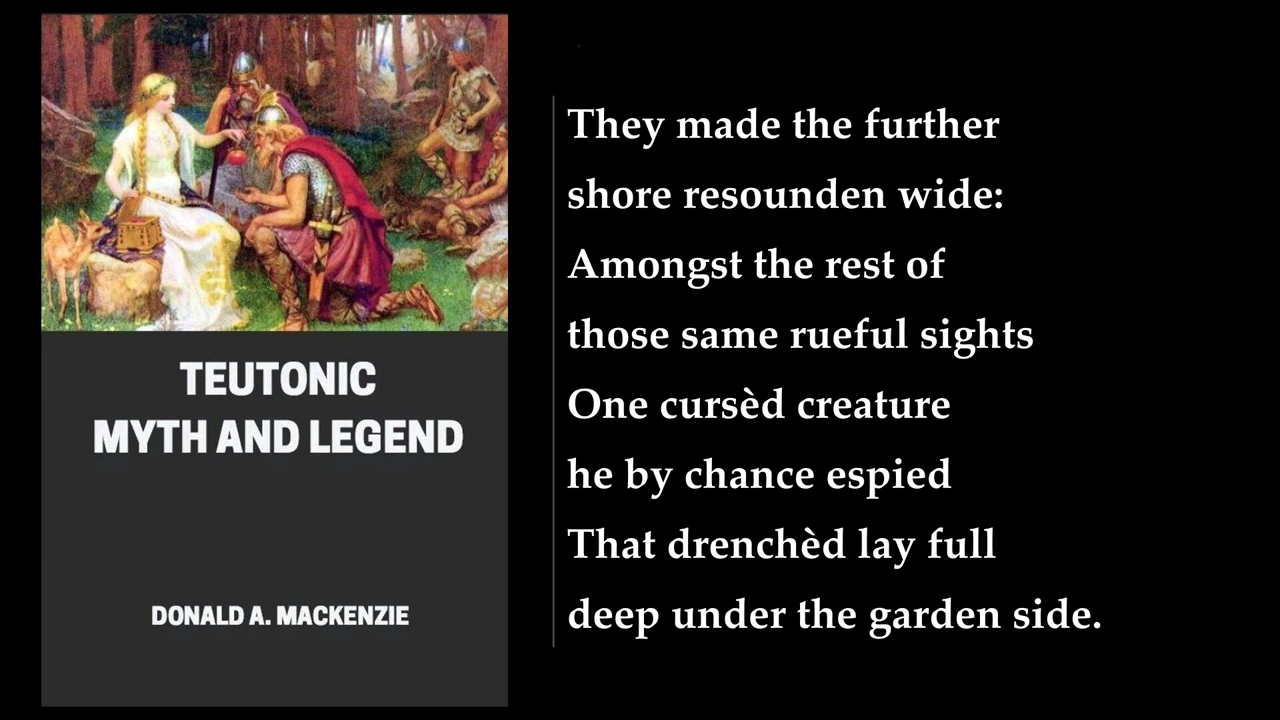 TEUTONIC
MYTH AND LEGEND
DONALD A. MACKENZIE
They made the further
shore resounden wide:
Amongst the rest of
those same rueful sights
One cursèd creature
he by chance espied
That drenchèd lay full
deep under the garden side.